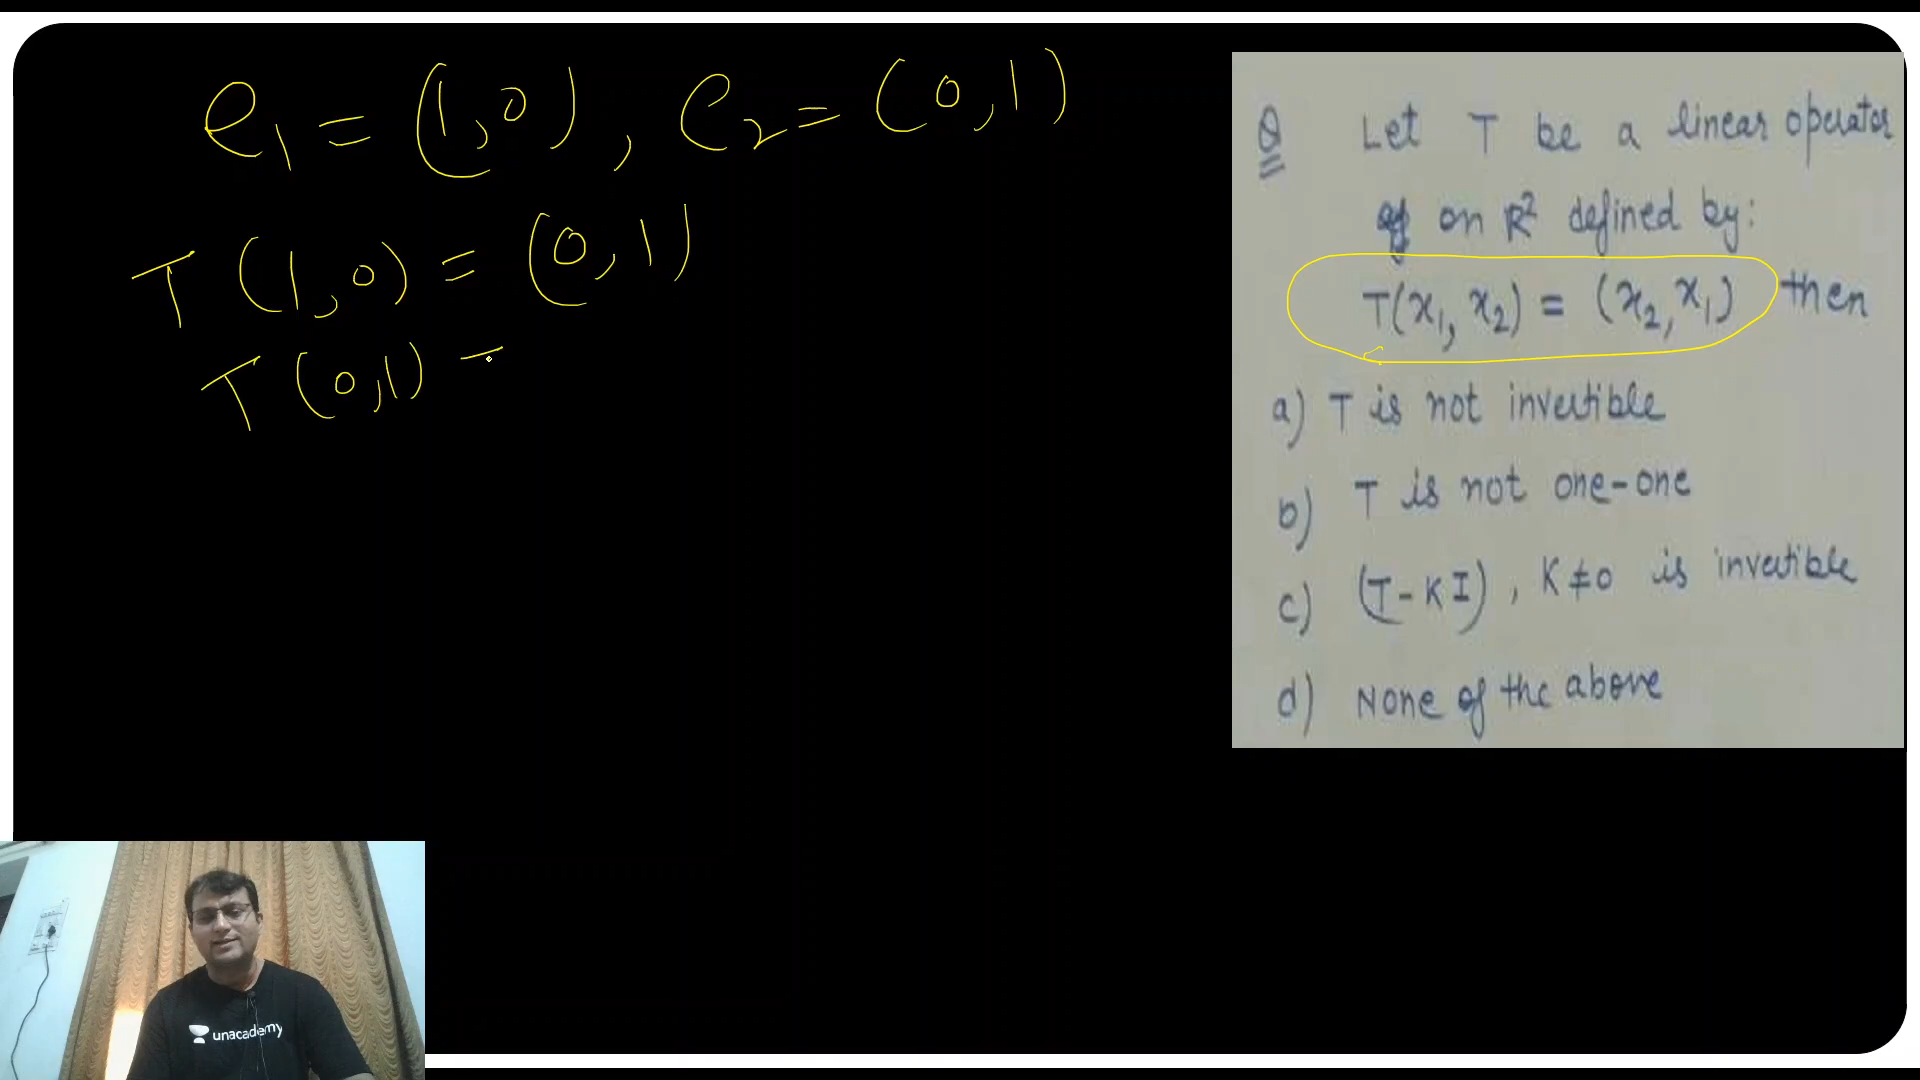 e₁ = (1,0), e₂ = (0,1)
T (1,0) = (0,1)
T (0,1) -
Q Let T be a linear operator
of on R² defined by:
T(x₁, x₂) = (x₂, x₁) then
a) T is not invertible
b) T is not one-one
c) (T-KI), K≠0 is invertible
d) None of the above
unacademy